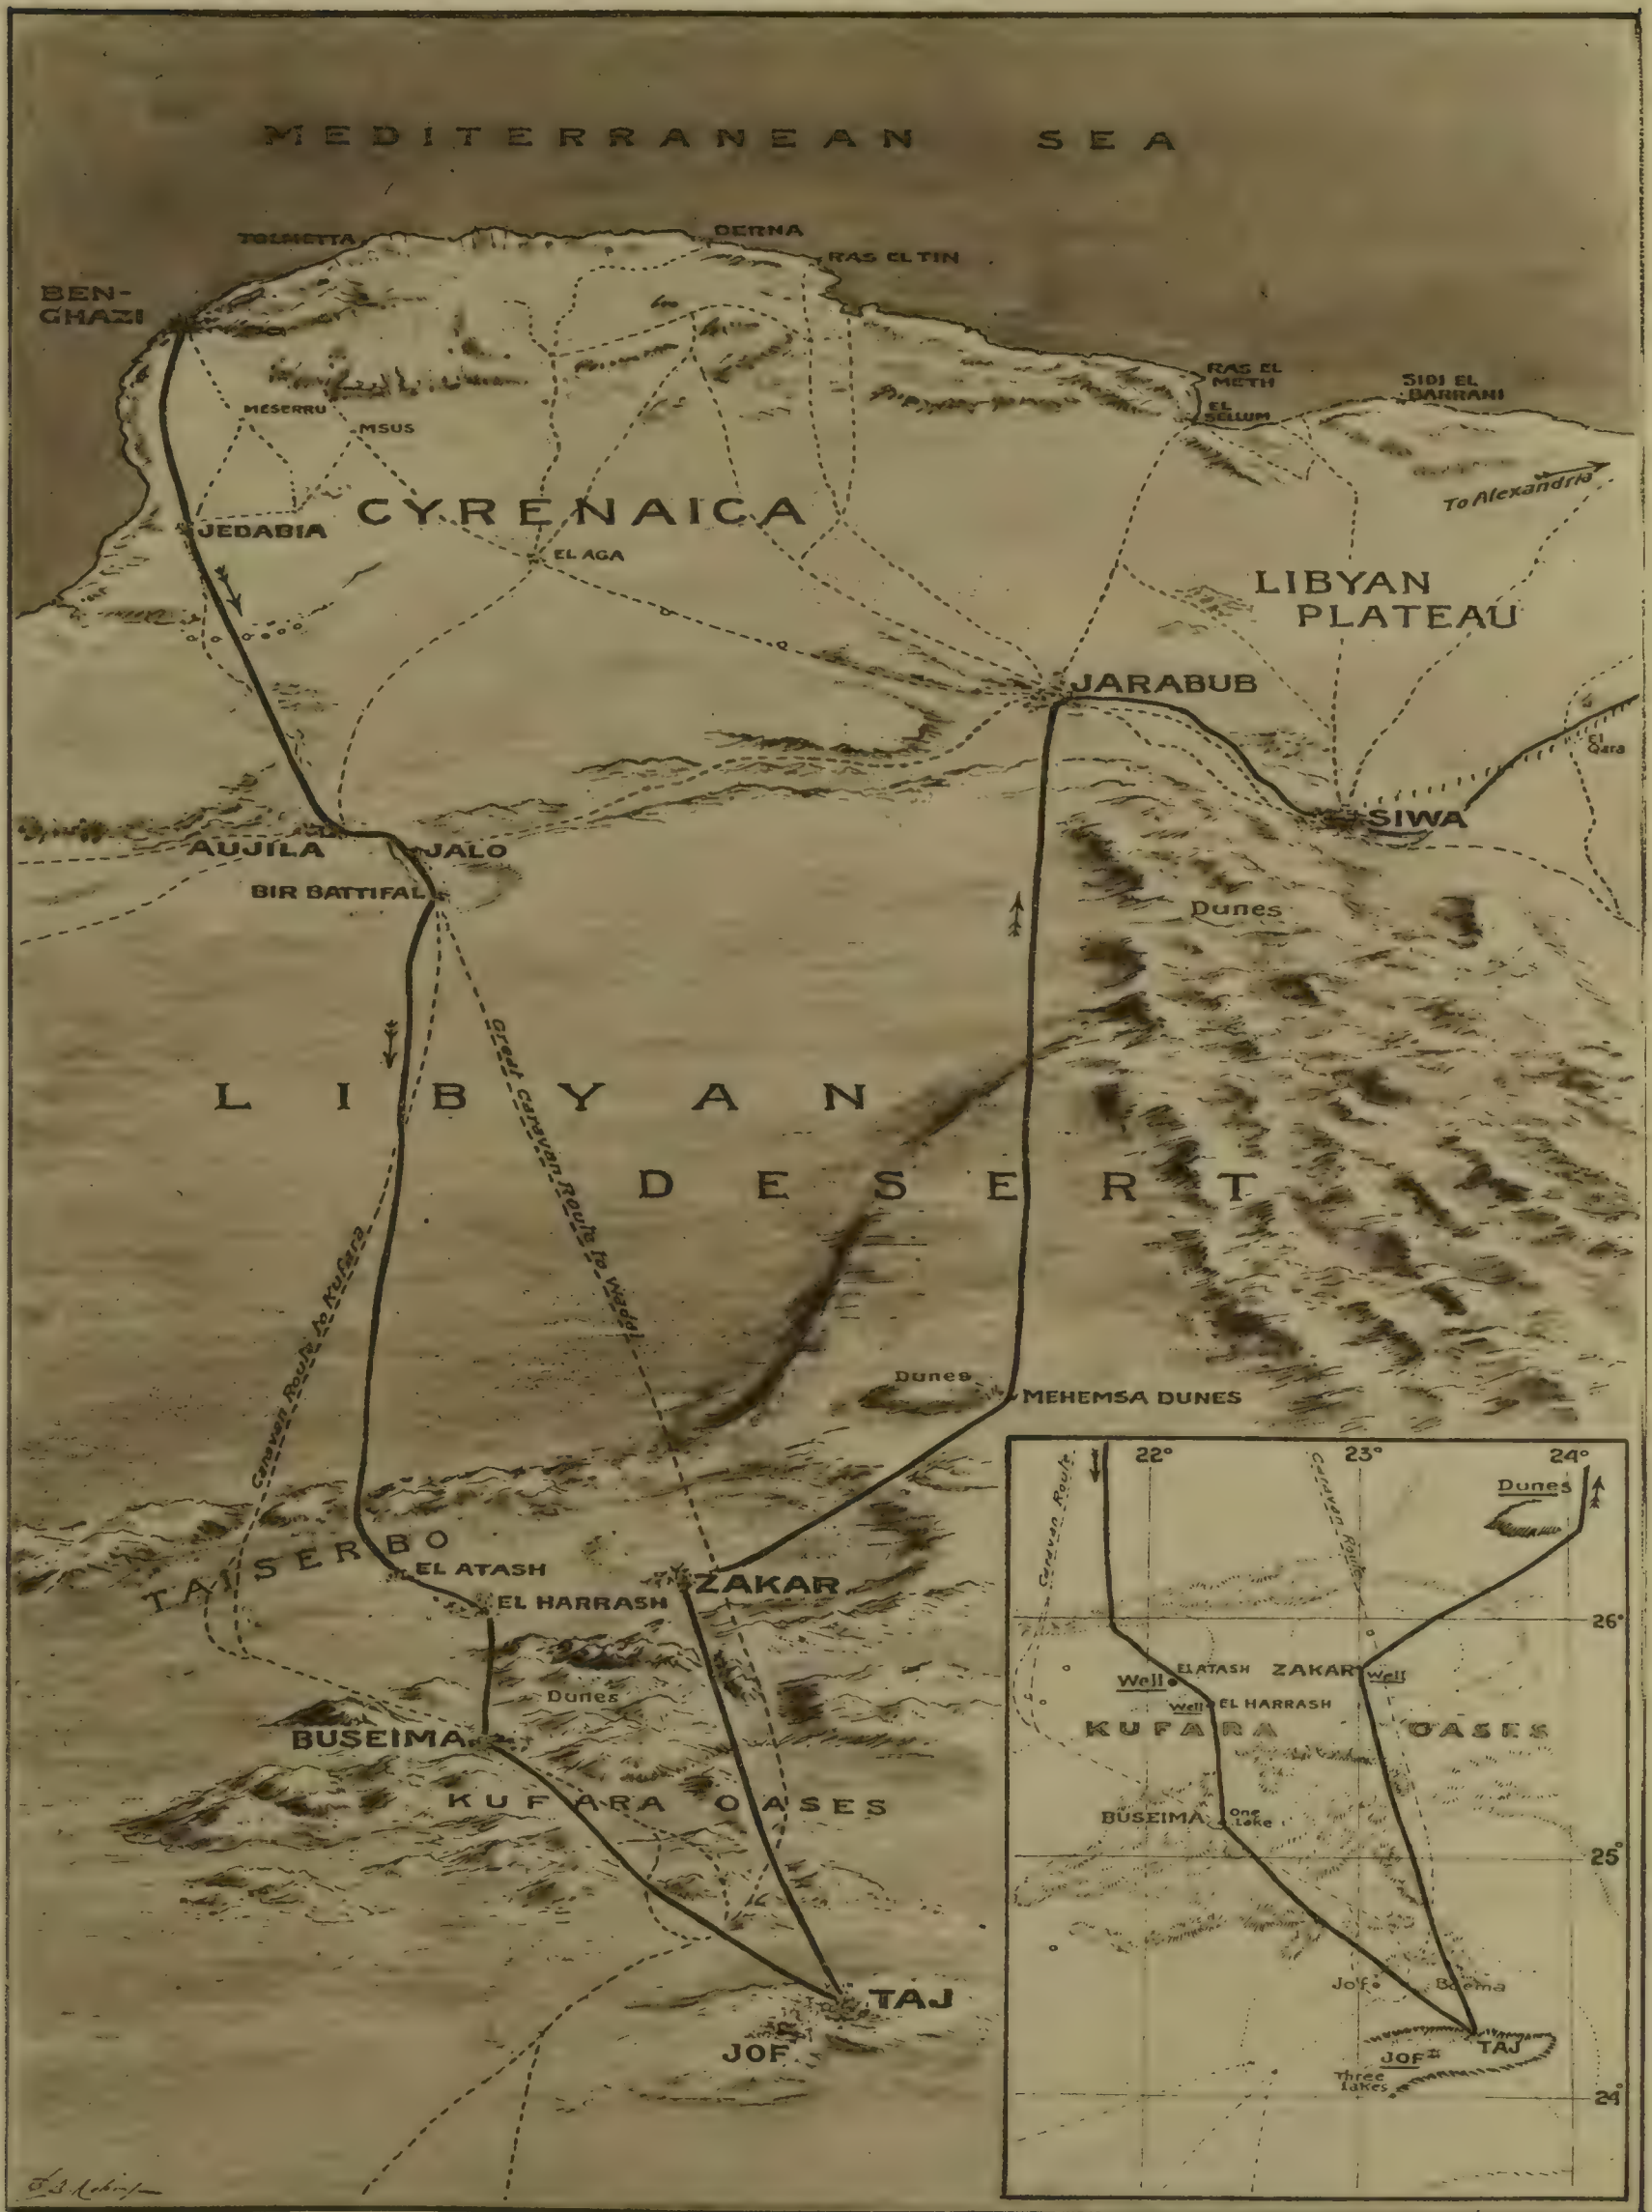 MEDITERRANEAN SEA
TOLMETTA
DERNA
RAS EL TIN
BEN-
GHAZI
RAS EL
METH
SIDI EL
BARRANI
EL
SELLUM
MESERRU
MSUS
To Alexandria
CYRENAICA
JEDABIA
EL AGA
LIBYAN
PLATEAU
JARABUB
El
Qara
SIWA
AUJILA
JALO
BIR BATTIFAL
Dunes
Great Caravan Route to Wadai
LIBYAN
DESERT
Caravan Route to Kufara
Dunes
MEHEMSA DUNES
TAISERBO
EL ATASH
ZAKAR
EL HARRASH
Dunes
BUSEIMA
KUFARA OASES
TAJ
JOF
22°
23°
24°
Caravan Route
Caravan Route
Dunes
26°
EL ATASH
ZAKAR
Well
Well
Well
EL HARRASH
KUFARA OASES
BUSEIMA
One
Lake
25°
Jof
Boema
TAJ
JOF
Three
lakes
24°